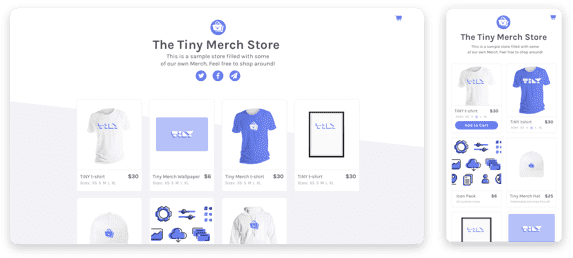 The Tiny Merch Store
This is a sample store filled with some
of our own Merch. Feel free to shop around!
TINY
TINY
TINY
TINY t-shirt $30
Sizes: XS S M L XL
Tiny Merch Wallpaper $6
Sizes: XS S M L XL
Tiny Merch t-shirt $30
Sizes: XS S M L XL
TINY t-shirt $30
Sizes: XS S M L XL
The Tiny Merch Store
This is a sample store filled with some
of our own Merch. Feel free to shop around!
TINY
TINY
TINY t-shirt $30
Add to Cart
TINY t-shirt $30
Icon Pack $6
Tiny Merch Hat $25
TINY